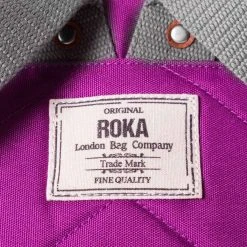 ORIGINAL
ROKA
London Bag Company
Trade Mark
FINE QUALITY